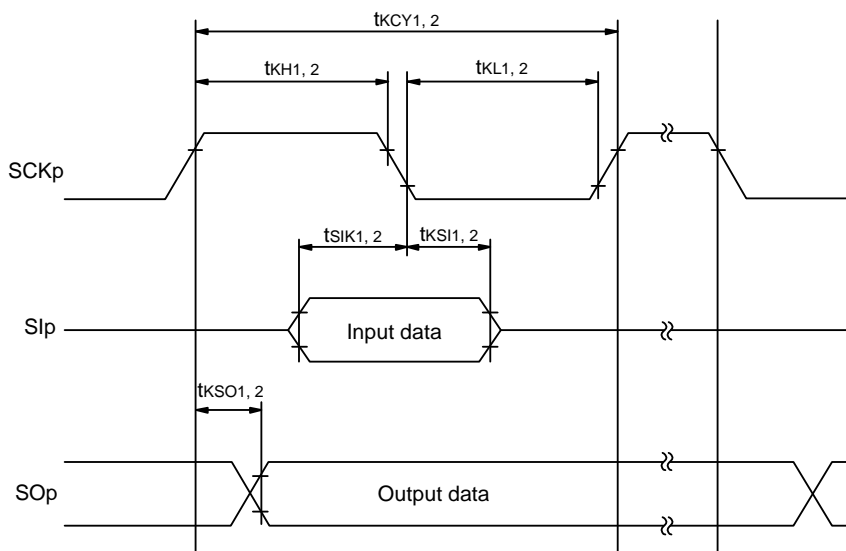 tKCY1, 2
tKH1, 2
tKL1, 2
SCKp
tSIK1, 2
tKSI1, 2
SIp
Input data
tKSO1, 2
SOp
Output data